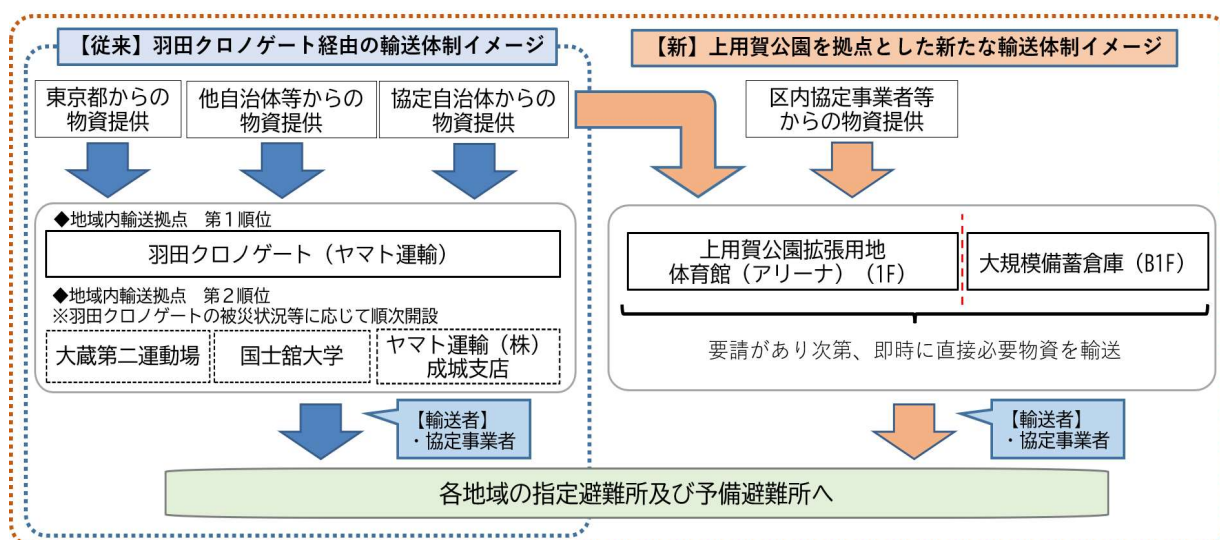 【従来】羽田クロノゲート経由の輸送体制イメージ
東京都からの
物資提供
他自治体等からの
物資提供
協定自治体からの
物資提供
◆地域内輸送拠点 第1順位
羽田クロノゲート（ヤマト運輸）
◆地域内輸送拠点 第2順位
※羽田クロノゲートの被災状況等に応じて順次開設
大蔵第二運動場
国士舘大学
ヤマト運輸（株）
成城支店
【輸送者】
・協定事業者
【新】上用賀公園を拠点とした新たな輸送体制イメージ
区内協定事業者等
からの物資提供
上用賀公園拡張用地
体育館（アリーナ）（1F）
大規模備蓄倉庫（B1F）
要請があり次第、即時に直接必要物資を輸送
【輸送者】
・協定事業者
各地域の指定避難所及び予備避難所へ